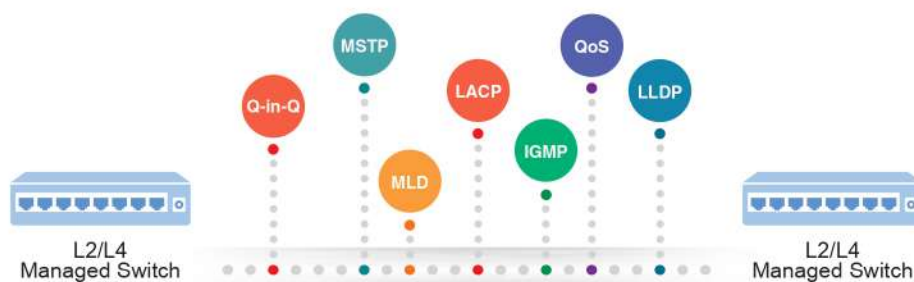 MSTP
QoS
Q-in-Q
LACP
LLDP
IGMP
MLD
L2/L4
Managed Switch
L2/L4
Managed Switch